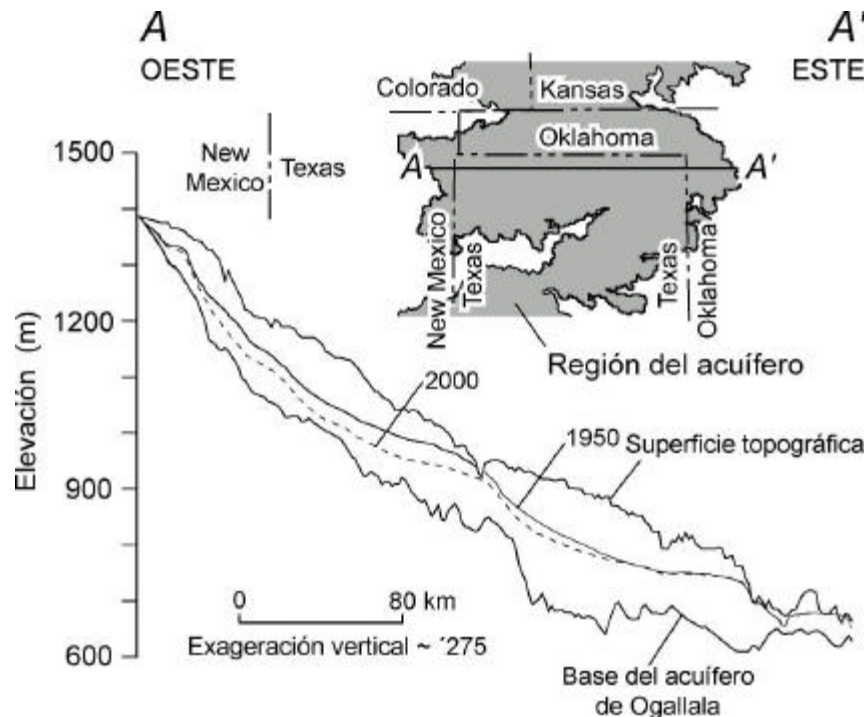 A
OESTE
A'
ESTE
Colorado
Kansas
Oklahoma
A
A'
New Mexico
Texas
Texas
Oklahoma
Región del acuífero
New
Mexico
Texas
1500
1200
900
600
Elevación (m)
2000
1950
Superficie topográfica
0
80 km
Exageración vertical ~ ´275
Base del acuífero
de Ogallala